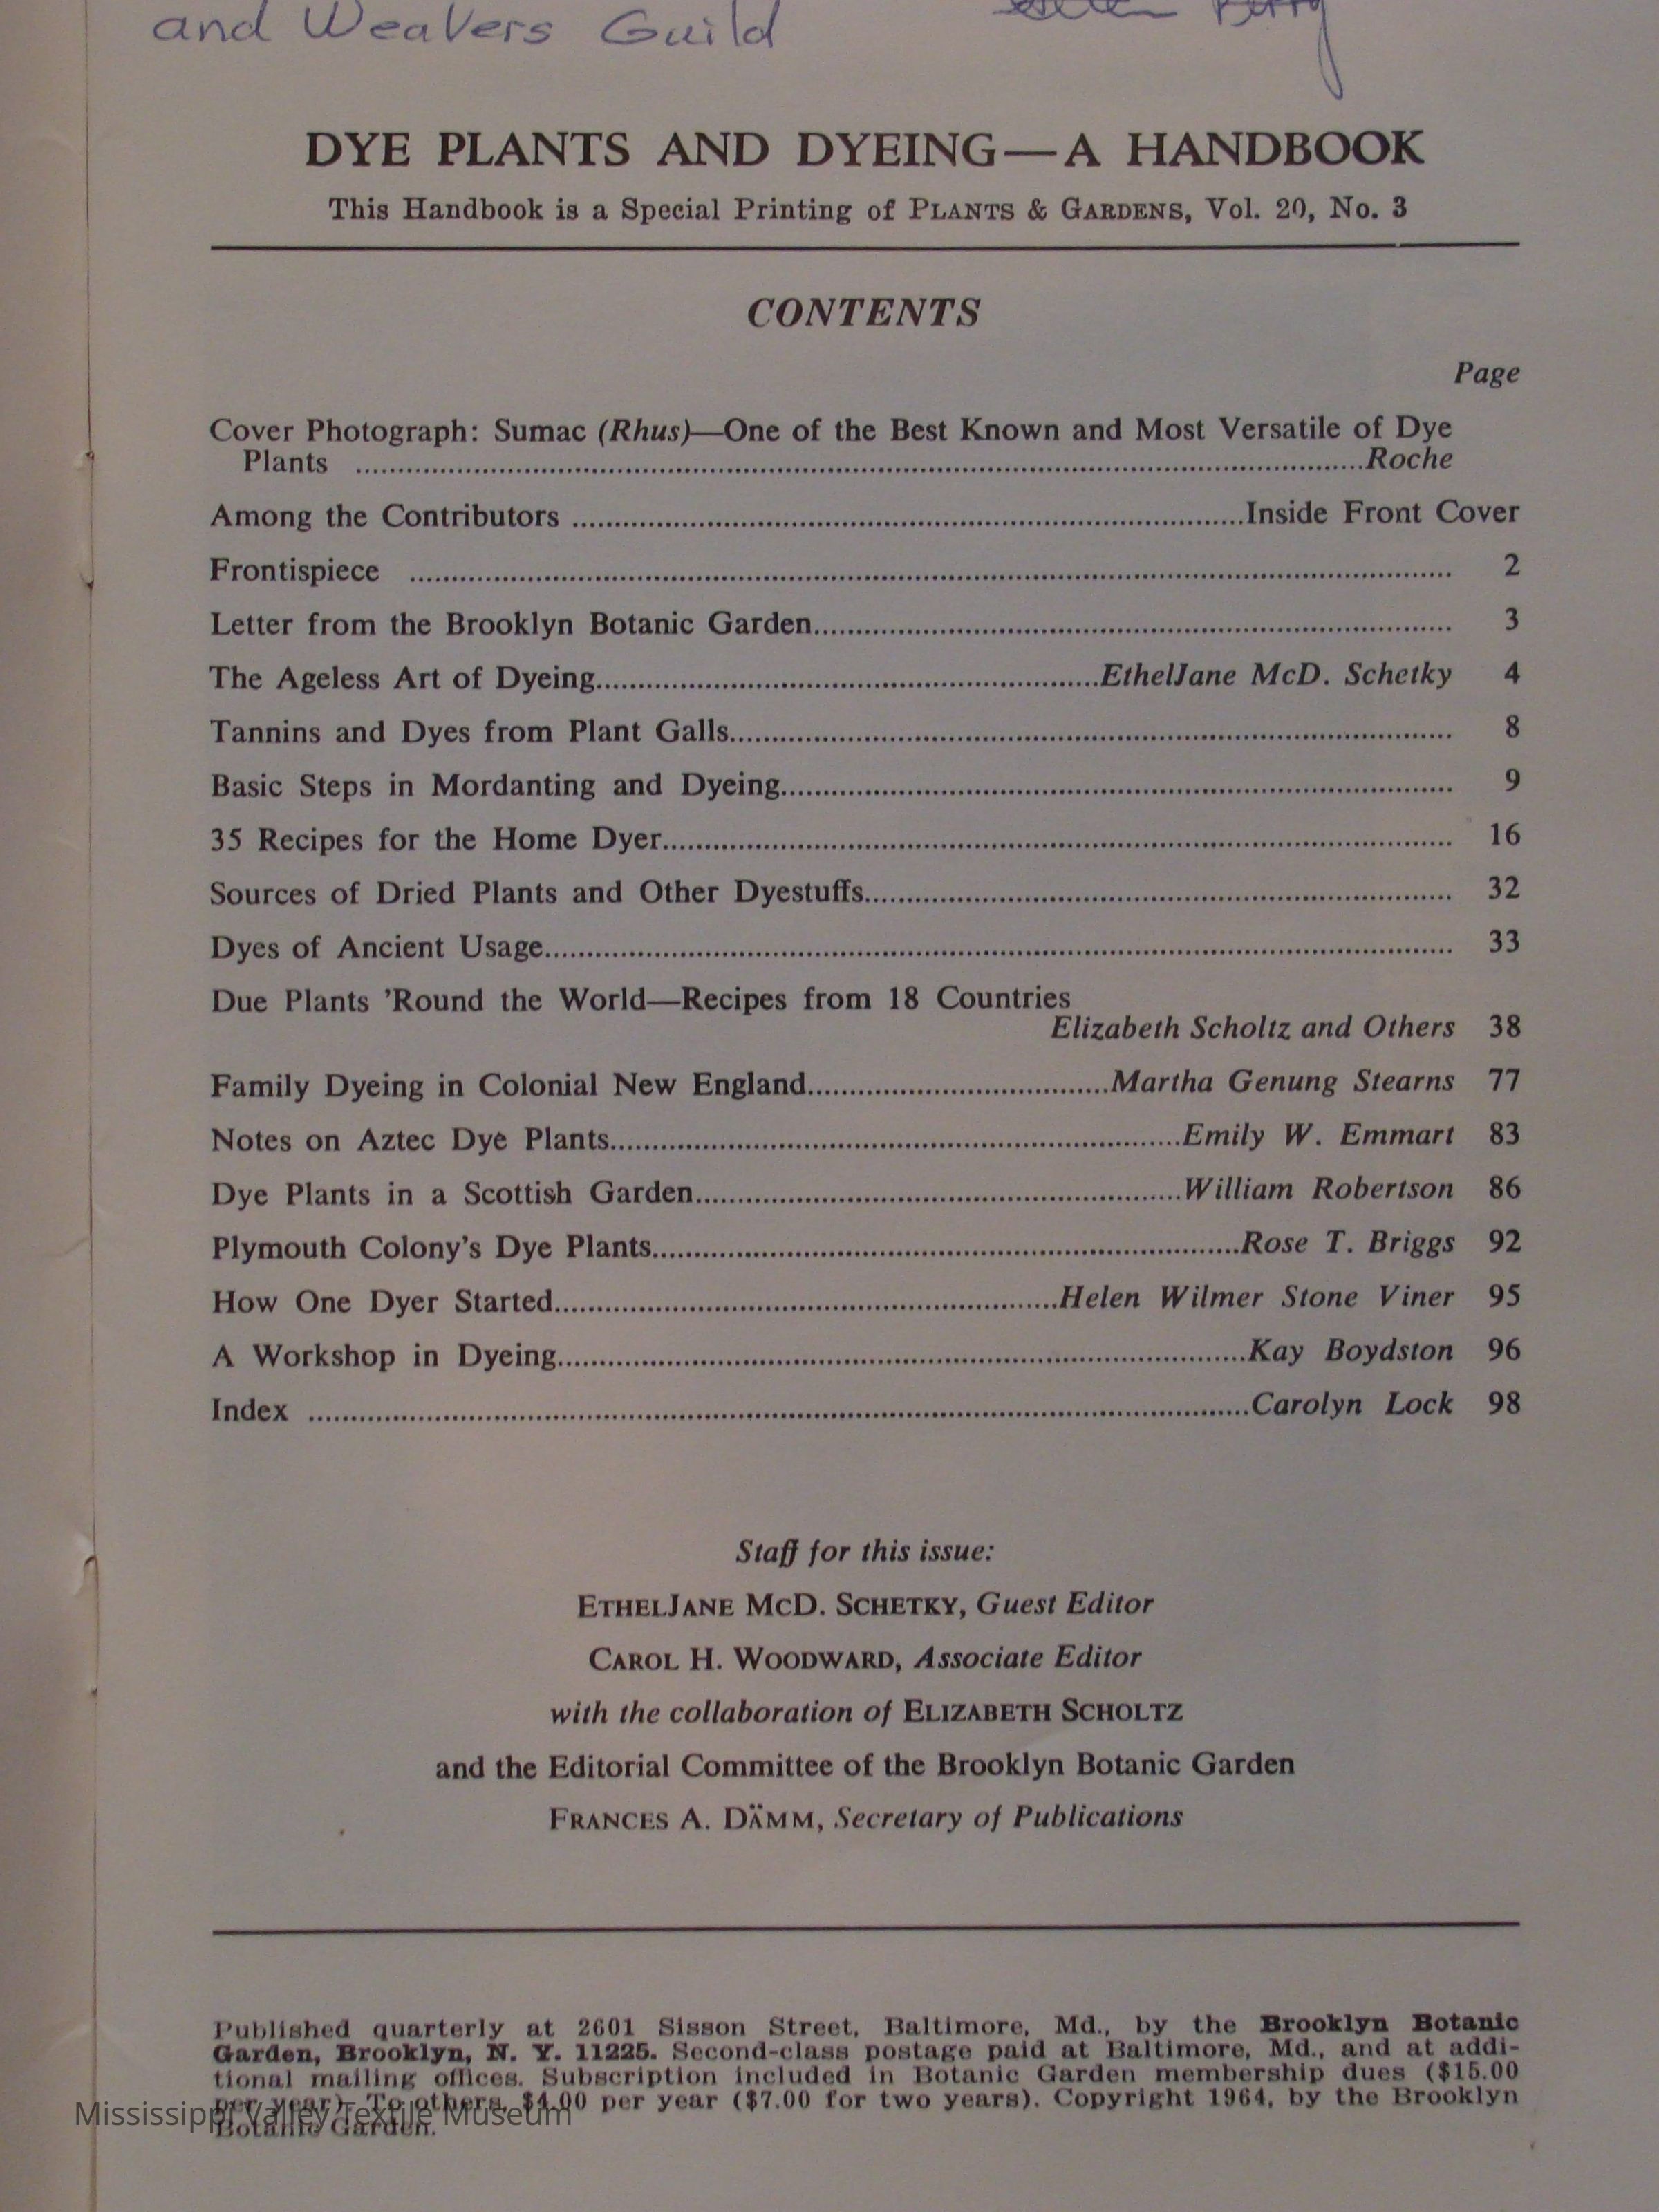 and Weavers Guild
DYE PLANTS AND DYEING—A HANDBOOK
This Handbook is a Special Printing of PLANTS & GARDENS, Vol. 20, No. 3
CONTENTS
Page
Cover Photograph: Sumac (Rhus)—One of the Best Known and Most Versatile of Dye
Plants ........ Roche
Among the Contributors ........ Inside Front Cover
Frontispiece ........ 2
Letter from the Brooklyn Botanic Garden ........ 3
The Ageless Art of Dyeing ........ EthelJane McD. Schetky 4
Tannins and Dyes from Plant Galls ........ 8
Basic Steps in Mordanting and Dyeing ........ 9
35 Recipes for the Home Dyer ........ 16
Sources of Dried Plants and Other Dyestuffs ........ 32
Dyes of Ancient Usage ........ 33
Due Plants 'Round the World—Recipes from 18 Countries
Elizabeth Scholtz and Others 38
Family Dyeing in Colonial New England ........ Martha Genung Stearns 77
Notes on Aztec Dye Plants ........ Emily W. Emmart 83
Dye Plants in a Scottish Garden ........ William Robertson 86
Plymouth Colony's Dye Plants ........ Rose T. Briggs 92
How One Dyer Started ........ Helen Wilmer Stone Viner 95
A Workshop in Dyeing ........ Kay Boydston 96
Index ........ Carolyn Lock 98
Staff for this issue:
ETHELJANE MCD. SCHETKY, Guest Editor
CAROL H. WOODWARD, Associate Editor
with the collaboration of ELIZABETH SCHOLTZ
and the Editorial Committee of the Brooklyn Botanic Garden
FRANCES A. DÄMM, Secretary of Publications
Published quarterly at 2601 Sisson Street, Baltimore, Md., by the Brooklyn Botanic
Garden, Brooklyn, N. Y. 11225. Second-class postage paid at Baltimore, Md., and at addi-
tional mailing offices. Subscription included in Botanic Garden membership dues ($15.00
per year). To others, $4.00 per year ($7.00 for two years). Copyright 1964, by the Brooklyn
Botanic Garden.
Mississippi Valley Textile Museum